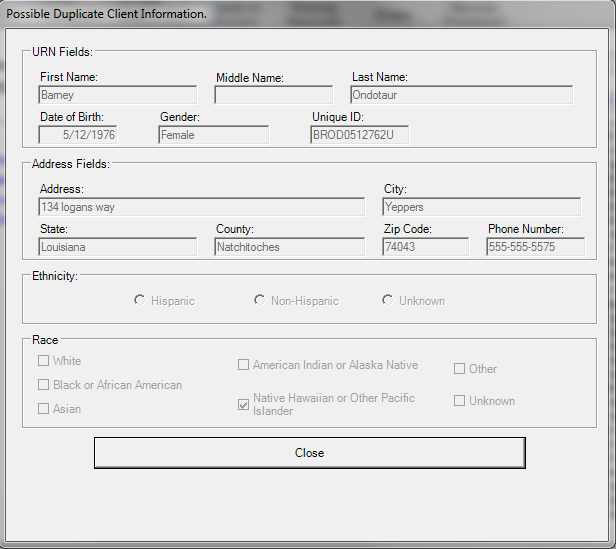 Possible Duplicate Client Information.
URN Fields:
First Name: Middle Name: Last Name:
Barney Ondotaur
Date of Birth: Gender: Unique ID:
5/12/1976 Female BROD0512762U
Address Fields:
Address: City:
134 logans way Yeppers
State: County: Zip Code: Phone Number:
Louisiana Natchitoches 74043 555-555-5575
Ethnicity:
Hispanic Non-Hispanic Unknown
Race
White American Indian or Alaska Native Other
Black or African American
Native Hawaiian or Other Pacific
Islander
Unknown
Asian
Close